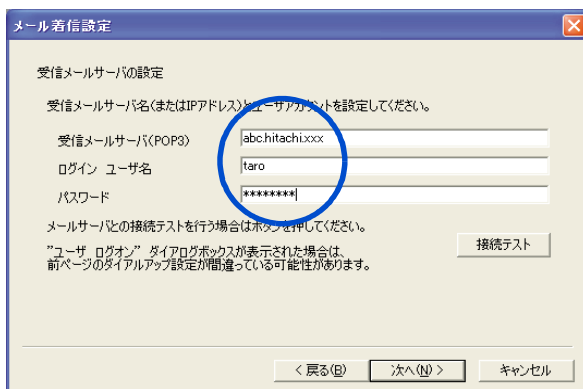 メール着信設定
受信メールサーバの設定
受信メールサーバ名(またはIPアドレス)とユーザアカウントを設定してください。
受信メールサーバ(POP3)
abc.hitachi.xxx
ログイン ユーザ名
taro
パスワード
********
メールサーバとの接続テストを行う場合はボタンを押してください。
"ユーザ ログオン" ダイアログボックスが表示された場合は、
前ページのダイアルアップ設定が間違っている可能性があります。
接続テスト
< 戻る(B)
次へ(N) >
キャンセル